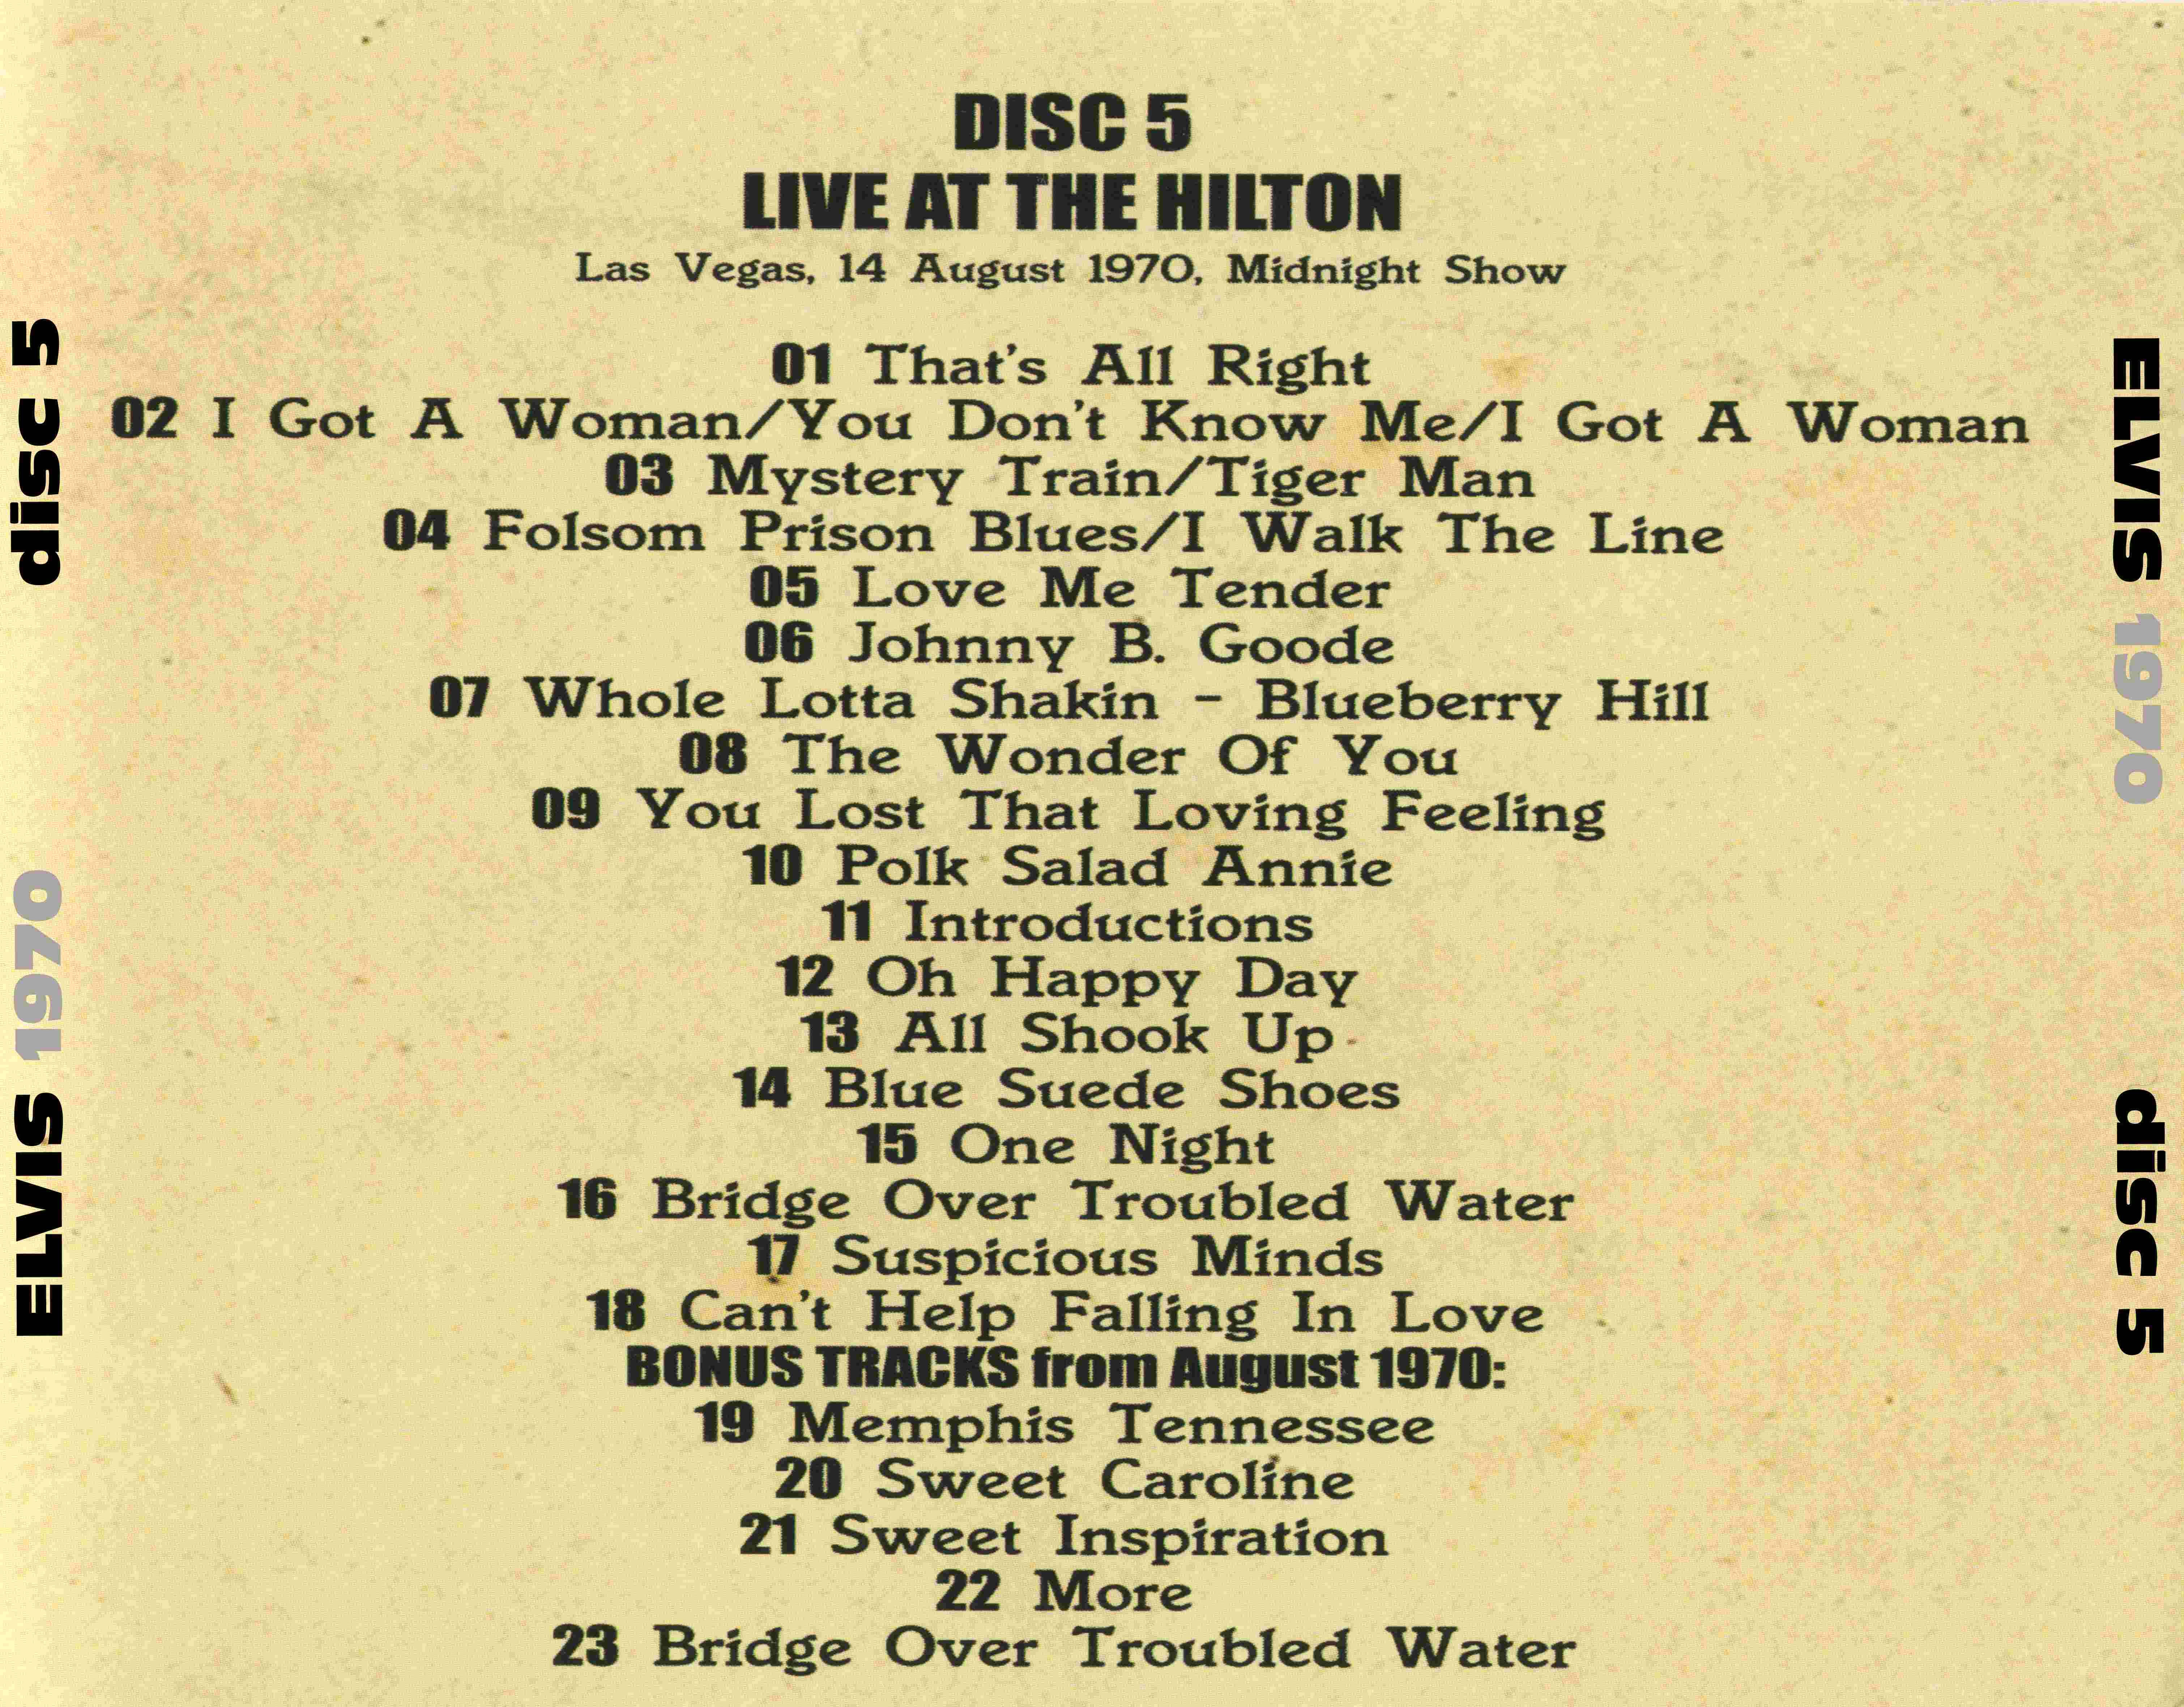 DISC 5
LIVE AT THE HILTON
Las Vegas, 14 August 1970, Midnight Show
01 That's All Right
02 I Got A Woman/You Don't Know Me/I Got A Woman
03 Mystery Train/Tiger Man
04 Folsom Prison Blues/I Walk The Line
05 Love Me Tender
06 Johnny B. Goode
07 Whole Lotta Shakin - Blueberry Hill
08 The Wonder Of You
09 You Lost That Loving Feeling
10 Polk Salad Annie
11 Introductions
12 Oh Happy Day
13 All Shook Up
14 Blue Suede Shoes
15 One Night
16 Bridge Over Troubled Water
17 Suspicious Minds
18 Can't Help Falling In Love
BONUS TRACKS from August 1970:
19 Memphis Tennessee
20 Sweet Caroline
21 Sweet Inspiration
22 More
23 Bridge Over Troubled Water
ELVIS 1970 disc 5
ELVIS 1970 disc 5